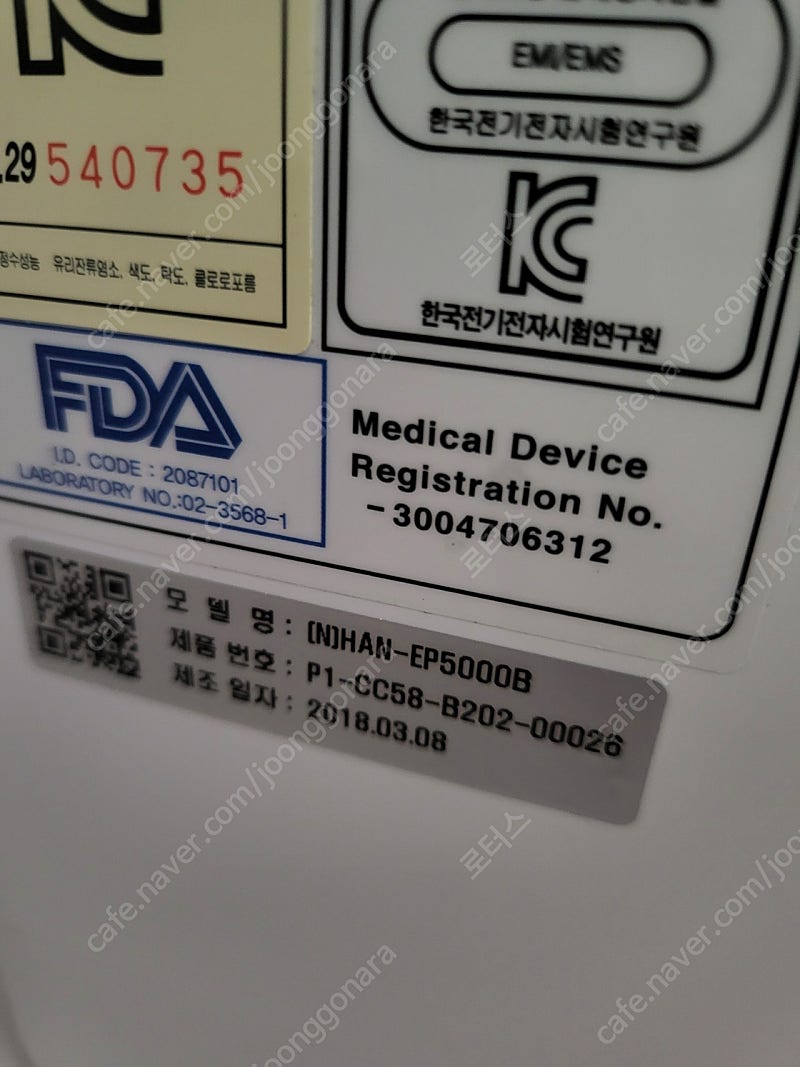 EMI/EMS
한국전기전자시험연구원
.29 540735
정수성능 유리잔류염소, 색도, 탁도, 클로로포름
한국전기전자시험연구원
FDA
I.D. CODE : 2087101
LABORATORY NO.:02-3568-1
Medical Device
Registration No.
-3004706312
모 델 명 : (N)HAN-EP5000B
제품 번호 : P1-CC58-B202-00026
제조 일자 : 2018.03.08
cafe.naver.com/joonggonara
로터스